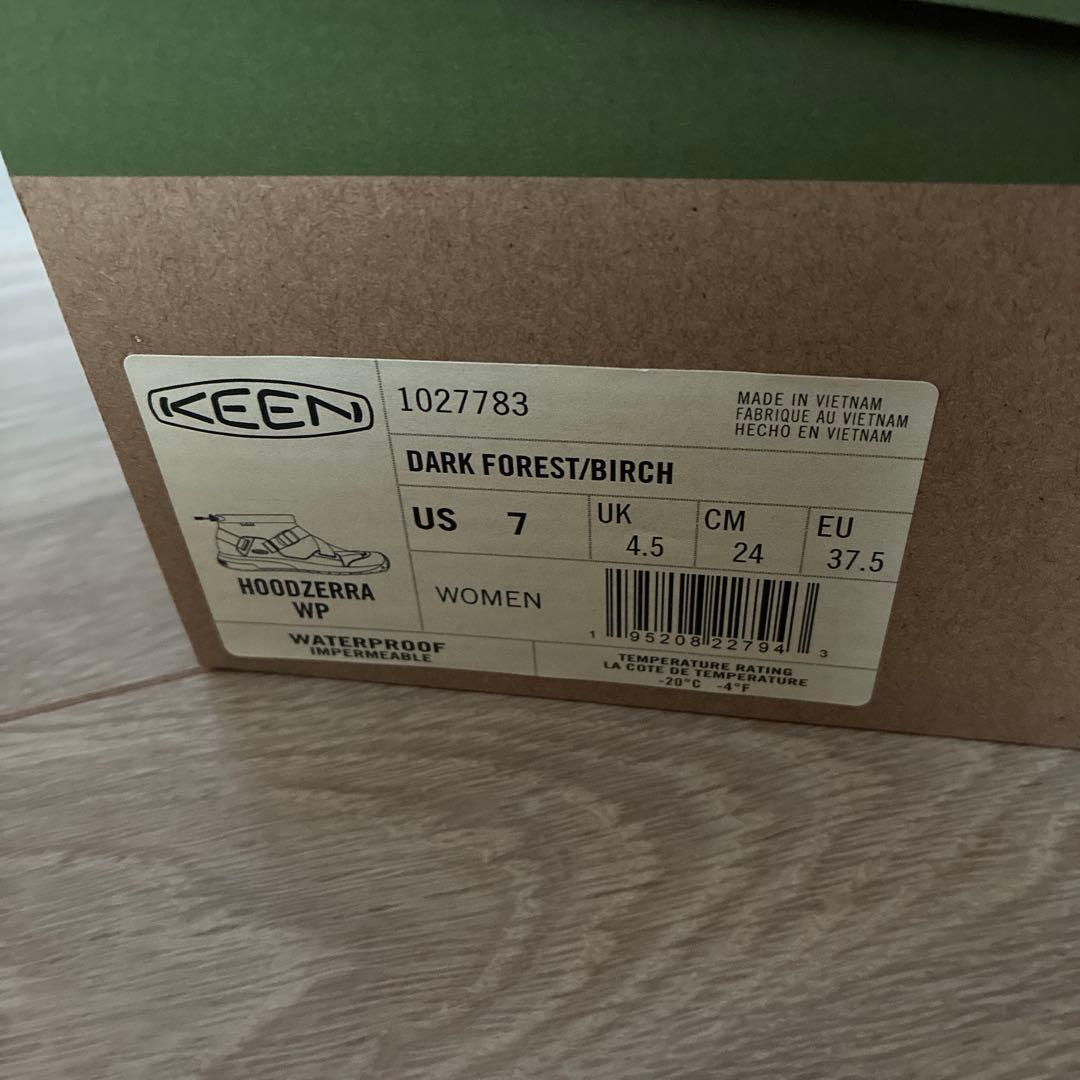 KEEN
1027783
MADE IN VIETNAM
FABRIQUE AU VIETNAM
HECHO EN VIETNAM
DARK FOREST/BIRCH
US 7
UK 4.5
CM 24
EU 37.5
HOODZERRA
WP
WOMEN
1 95208 22794 3
WATERPROOF
IMPERMEABLE
TEMPERATURE RATING
LA COTE DE TEMPERATURE
-20°C -4°F